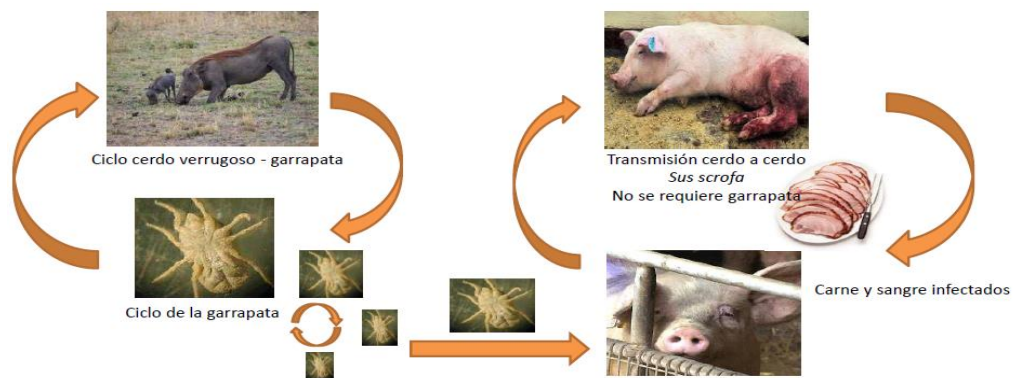 Ciclo cerdo verrugoso - garrapata
Ciclo de la garrapata
Transmisión cerdo a cerdo
Sus scrofa
No se requiere garrapata
Carne y sangre infectados